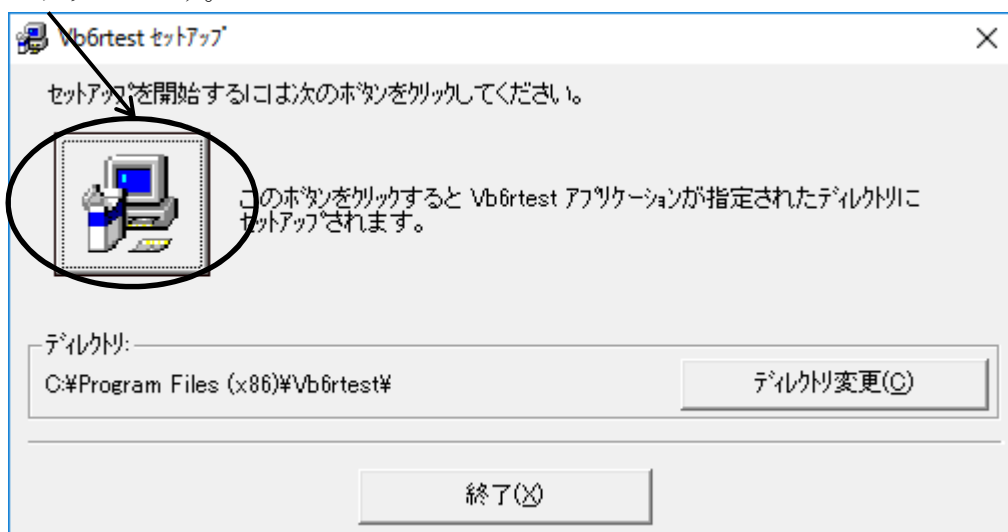 Vb6rtest セットアップ
セットアップを開始するには次のボタンをクリックしてください。
このボタンをクリックすると Vb6rtest アプリケーションが指定されたディレクトリに
セットアップされます。
ディレクトリ:
C:¥Program Files (x86)¥Vb6rtest¥
ディレクトリ変更(C)
終了(X)